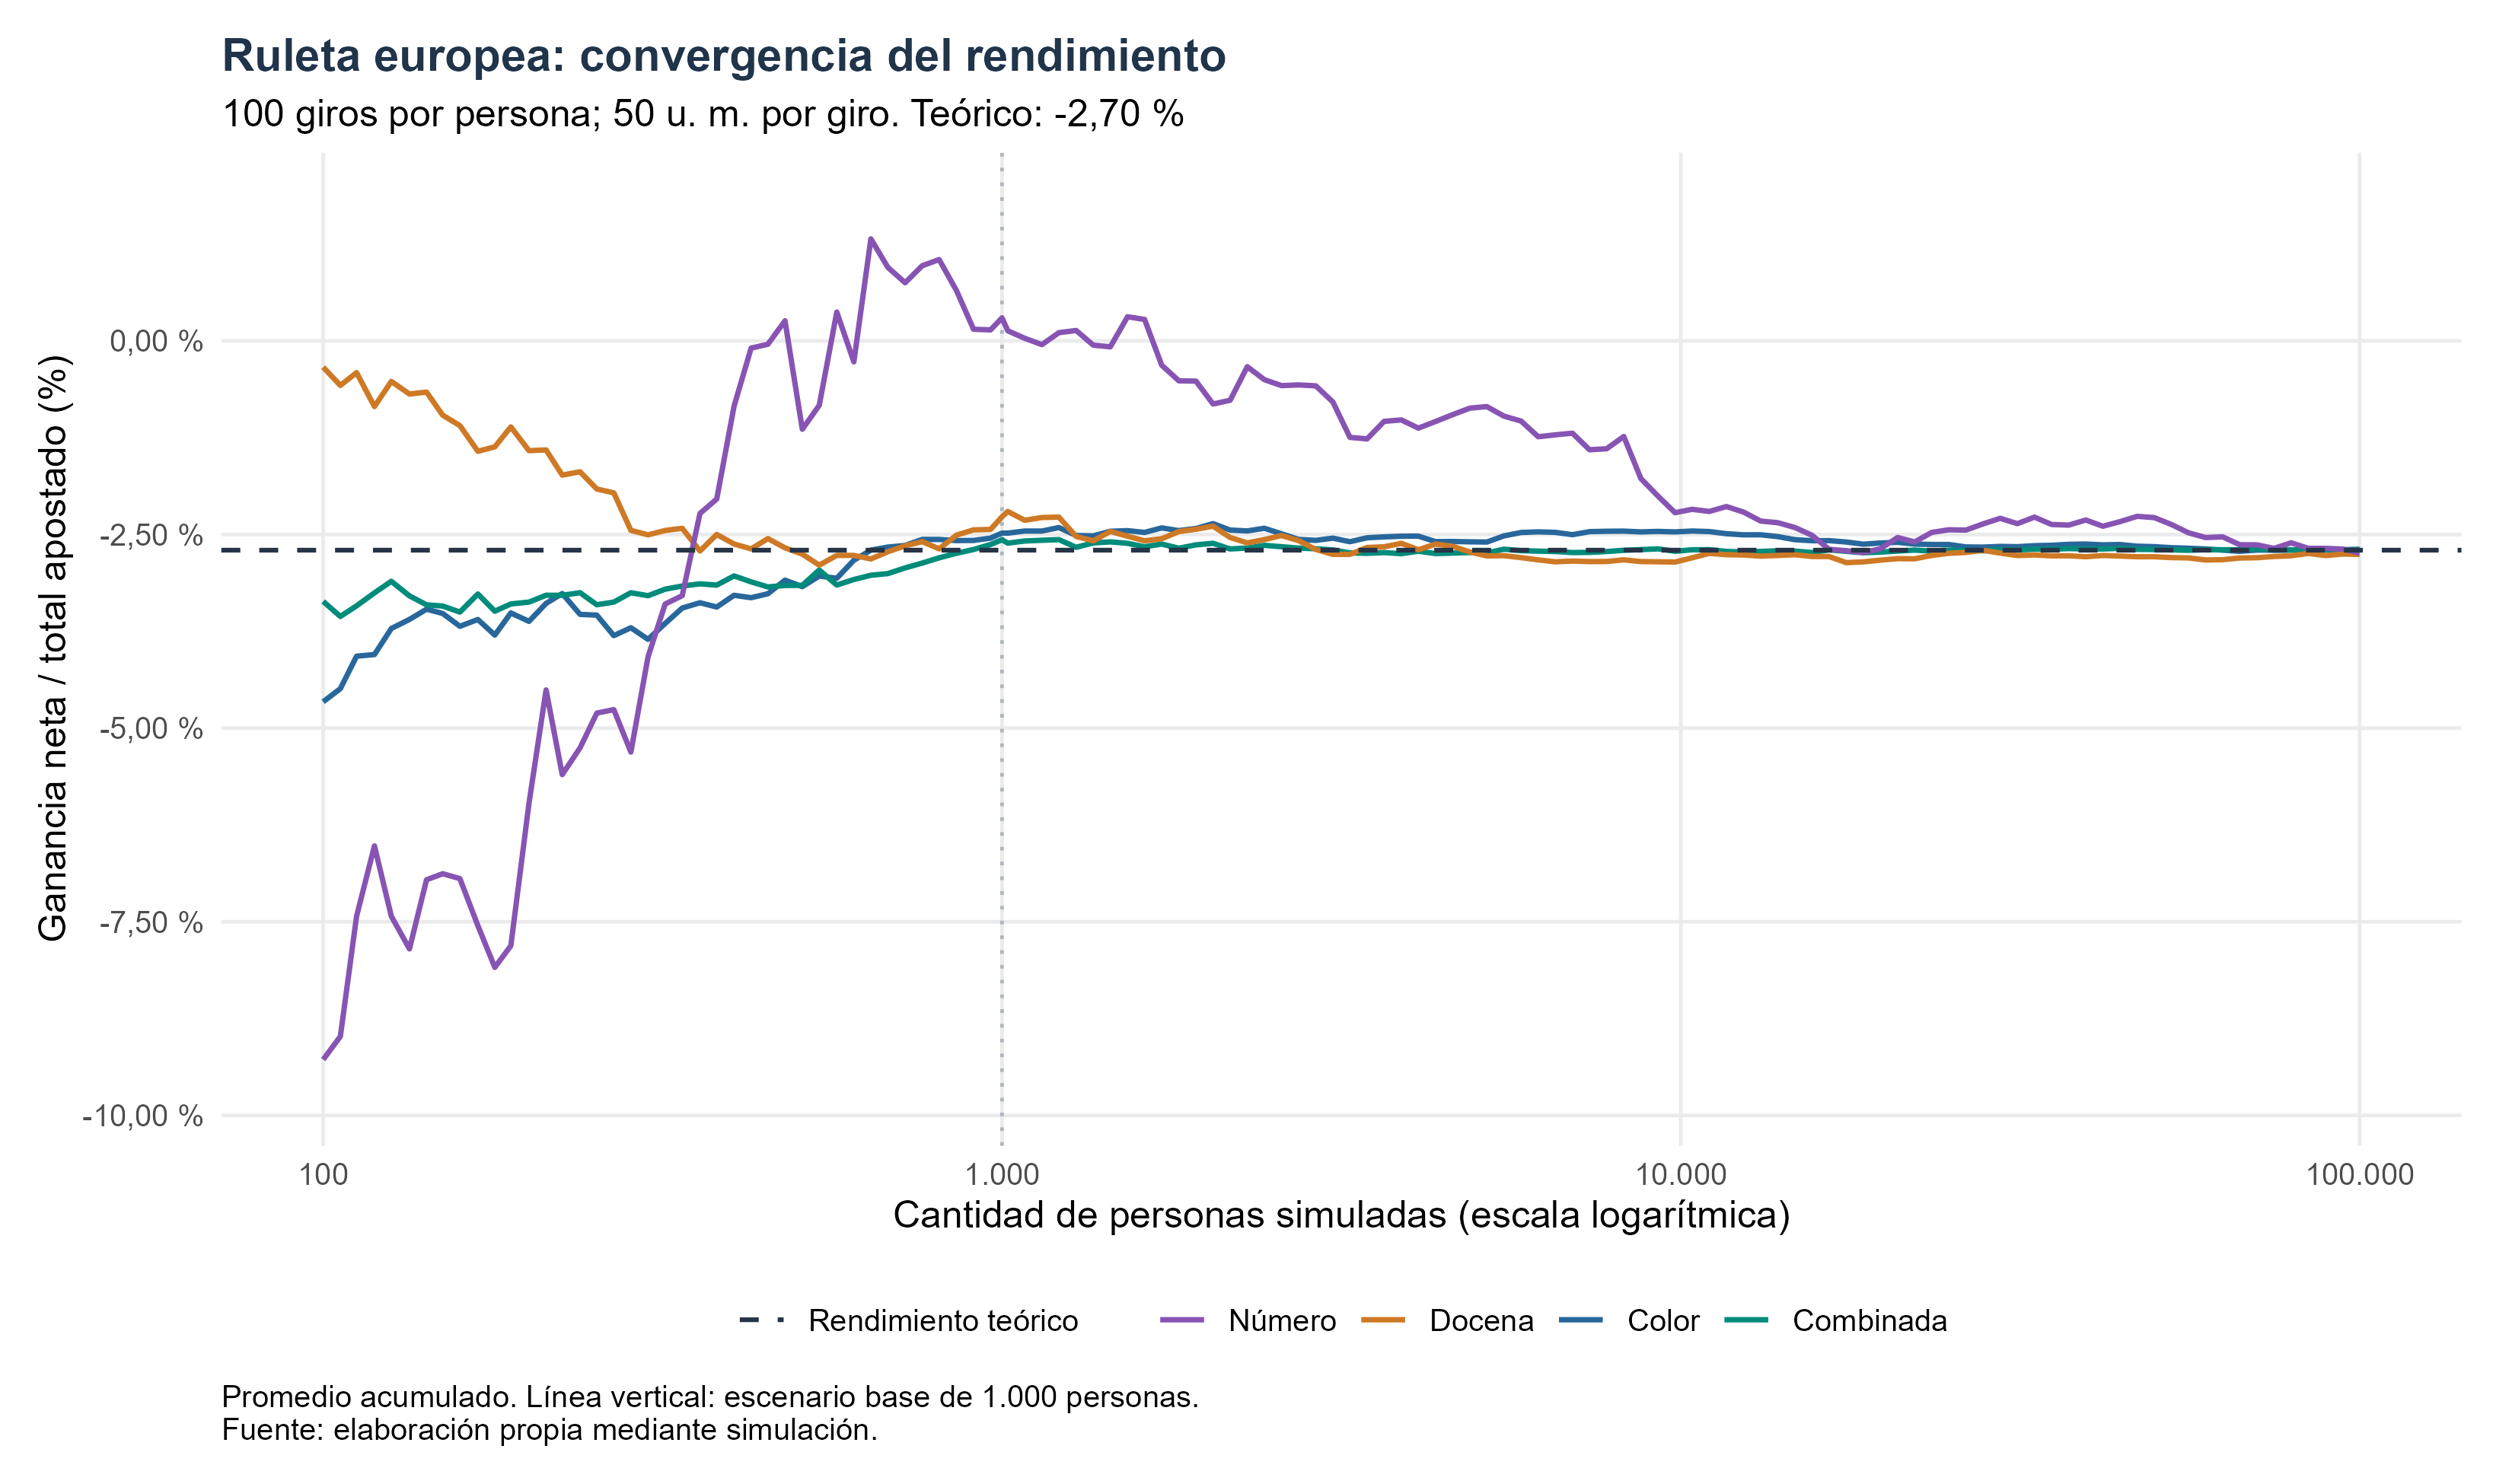 Ruleta europea: convergencia del rendimiento
100 giros por persona; 50 u. m. por giro. Teórico: -2,70 %
Ganancia neta / total apostado (%)
0,00 %
-2,50 %
-5,00 %
-7,50 %
-10,00 %
100
1.000
10.000
100.000
Cantidad de personas simuladas (escala logarítmica)
Rendimiento teórico
Número
Docena
Color
Combinada
Promedio acumulado. Línea vertical: escenario base de 1.000 personas.
Fuente: elaboración propia mediante simulación.